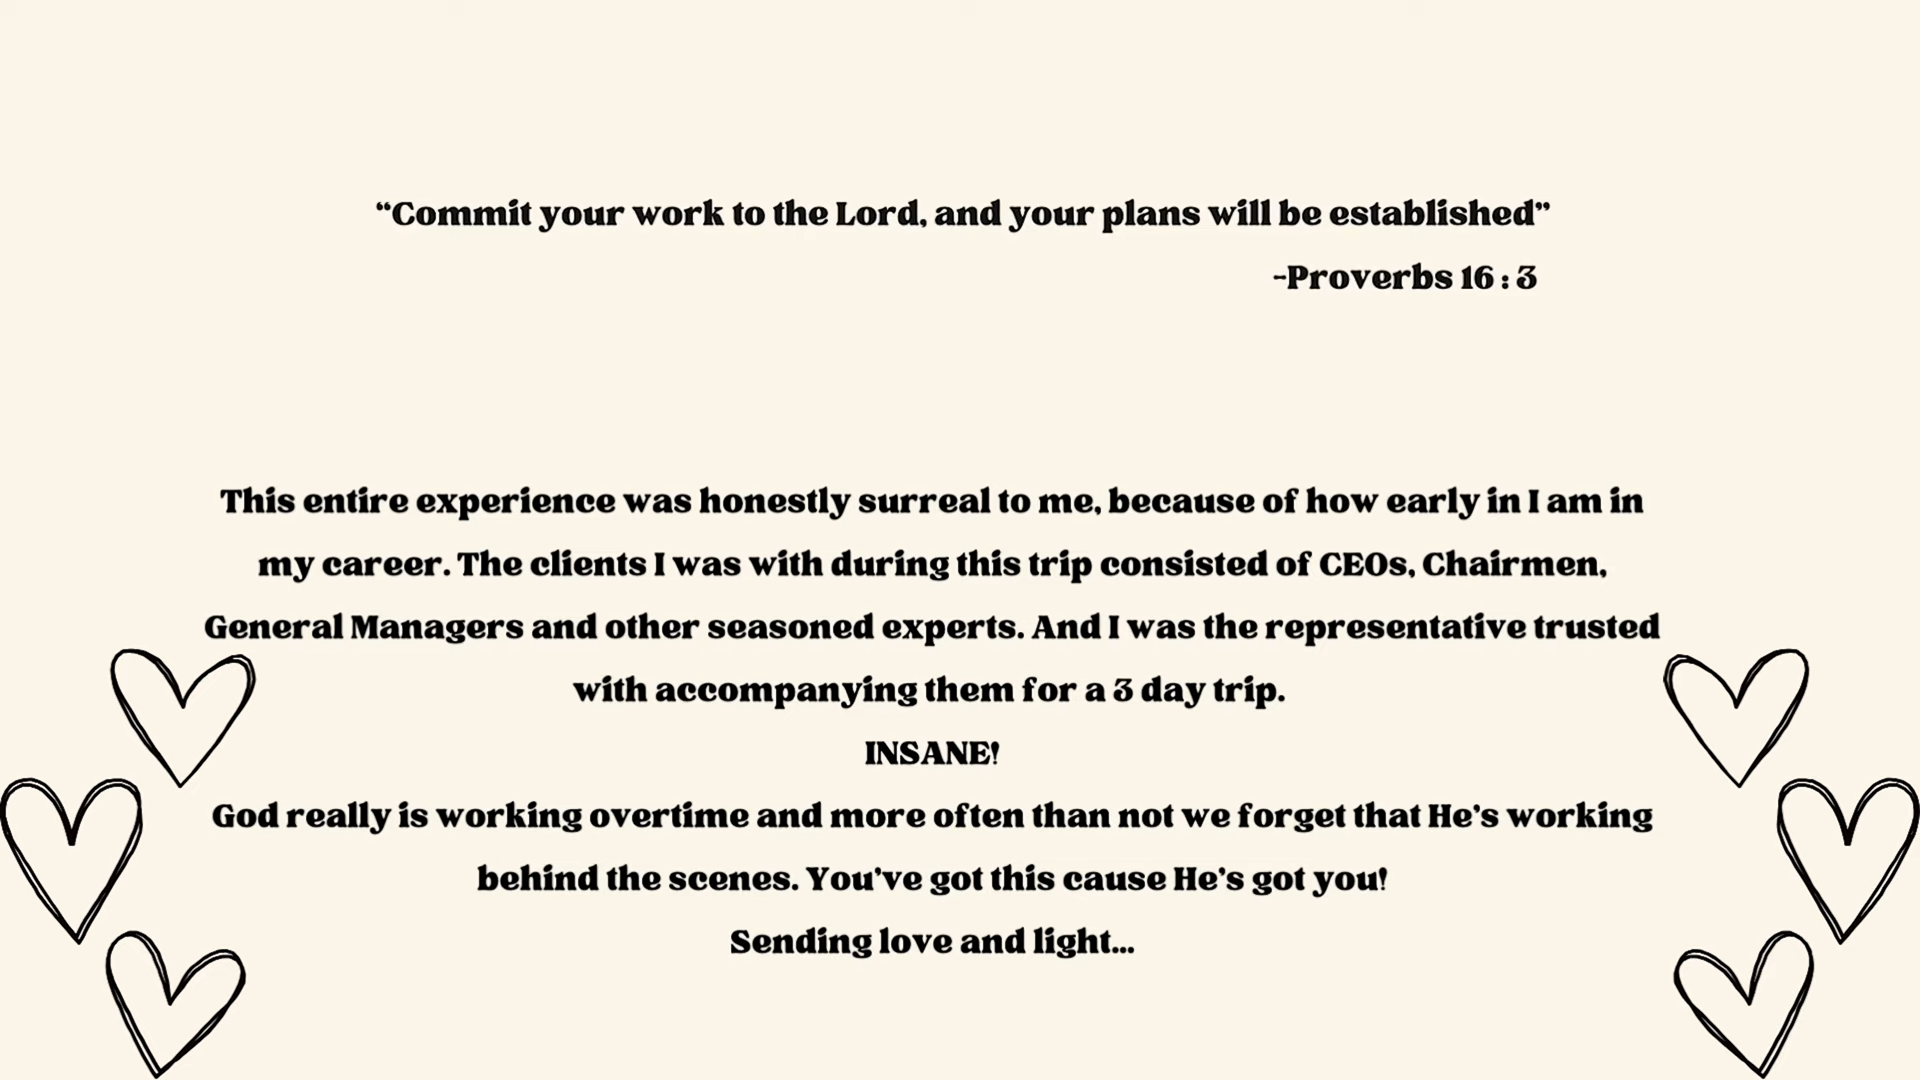 “Commit your work to the Lord, and your plans will be established”
-Proverbs 16 : 3
This entire experience was honestly surreal to me, because of how early in I am in
my career. The clients I was with during this trip consisted of CEOs, Chairmen,
General Managers and other seasoned experts. And I was the representative trusted
with accompanying them for a 3 day trip.
INSANE!
God really is working overtime and more often than not we forget that He’s working
behind the scenes. You’ve got this cause He’s got you!
Sending love and light...